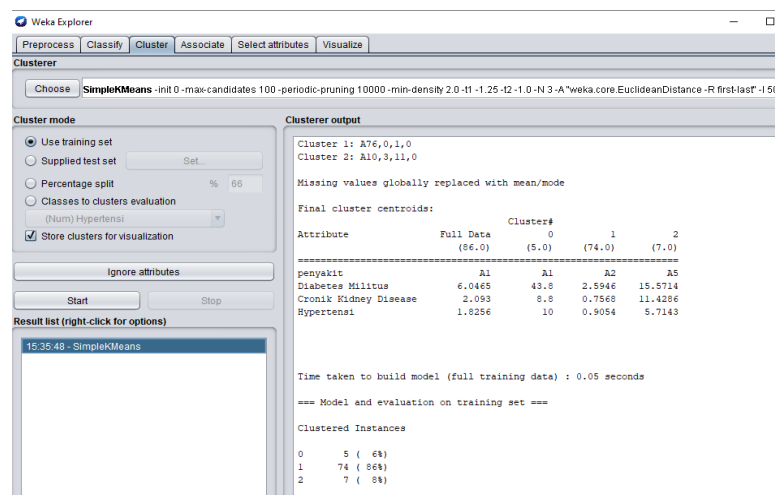 Weka Explorer
Preprocess Classify Cluster Associate Select attributes Visualize
Clusterer
Choose SimpleKMeans -init 0 -max-candidates 100 -periodic-pruning 10000 -min-density 2.0 -t1 -1.25 -t2 -1.0 -N 3 -A "weka.core.EuclideanDistance -R first-last" -I 50
Cluster mode
Use training set
Supplied test set Set...
Percentage split % 66
Classes to clusters evaluation
(Num) Hypertensi
Store clusters for visualization
Ignore attributes
Start Stop
Result list (right-click for options)
15:35:48 - SimpleKMeans
Clusterer output
Cluster 1: A76,0,1,0
Cluster 2: A10,3,11,0
Missing values globally replaced with mean/mode
Final cluster centroids:
Cluster#
Attribute Full Data 0 1 2
(86.0) (5.0) (74.0) (7.0)
==========================================================================
penyakit A1 A1 A2 A5
Diabetes Militus 6.0465 43.8 2.5946 15.5714
Cronik Kidney Disease 2.093 8.8 0.7568 11.4286
Hypertensi 1.8256 10 0.9054 5.7143
Time taken to build model (full training data) : 0.05 seconds
=== Model and evaluation on training set ===
Clustered Instances
0 5 ( 6%)
1 74 ( 86%)
2 7 ( 8%)